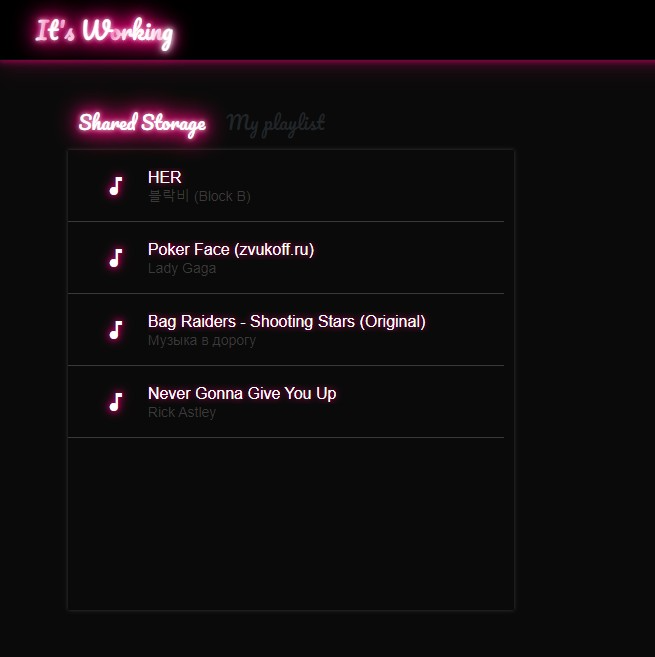 It's Working
Shared Storage My playlist
HER
블락비 (Block B)
Poker Face (zvukoff.ru)
Lady Gaga
Bag Raiders - Shooting Stars (Original)
Музыка в дорогу
Never Gonna Give You Up
Rick Astley